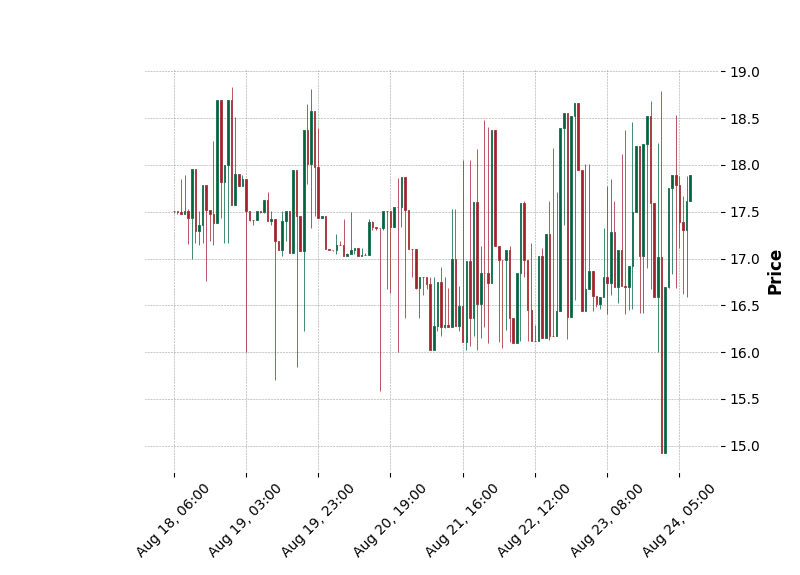 19.0
18.5
18.0
17.5
17.0
16.5
16.0
15.5
15.0
Price
Aug 18, 06:00
Aug 19, 03:00
Aug 19, 23:00
Aug 20, 19:00
Aug 21, 16:00
Aug 22, 12:00
Aug 23, 08:00
Aug 24, 05:00